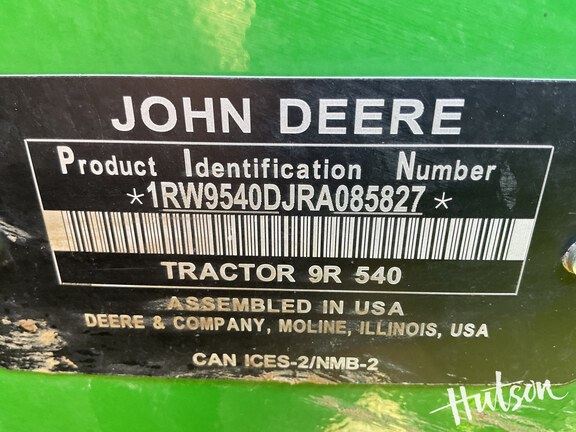 JOHN DEERE
Product Identification Number
*1RW9540DJRA085827*
TRACTOR 9R 540
ASSEMBLED IN USA
DEERE & COMPANY, MOLINE, ILLINOIS, USA
CAN ICES-2/NMB-2
Hutson